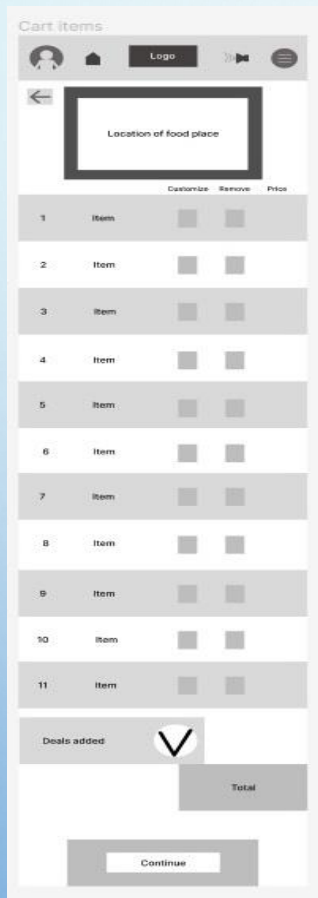 Cart items
Logo
Location of food place
Customize Remove Price
1 Item
2 Item
3 Item
4 Item
5 Item
6 Item
7 Item
8 Item
9 Item
10 Item
11 Item
Deals added
Total
Continue